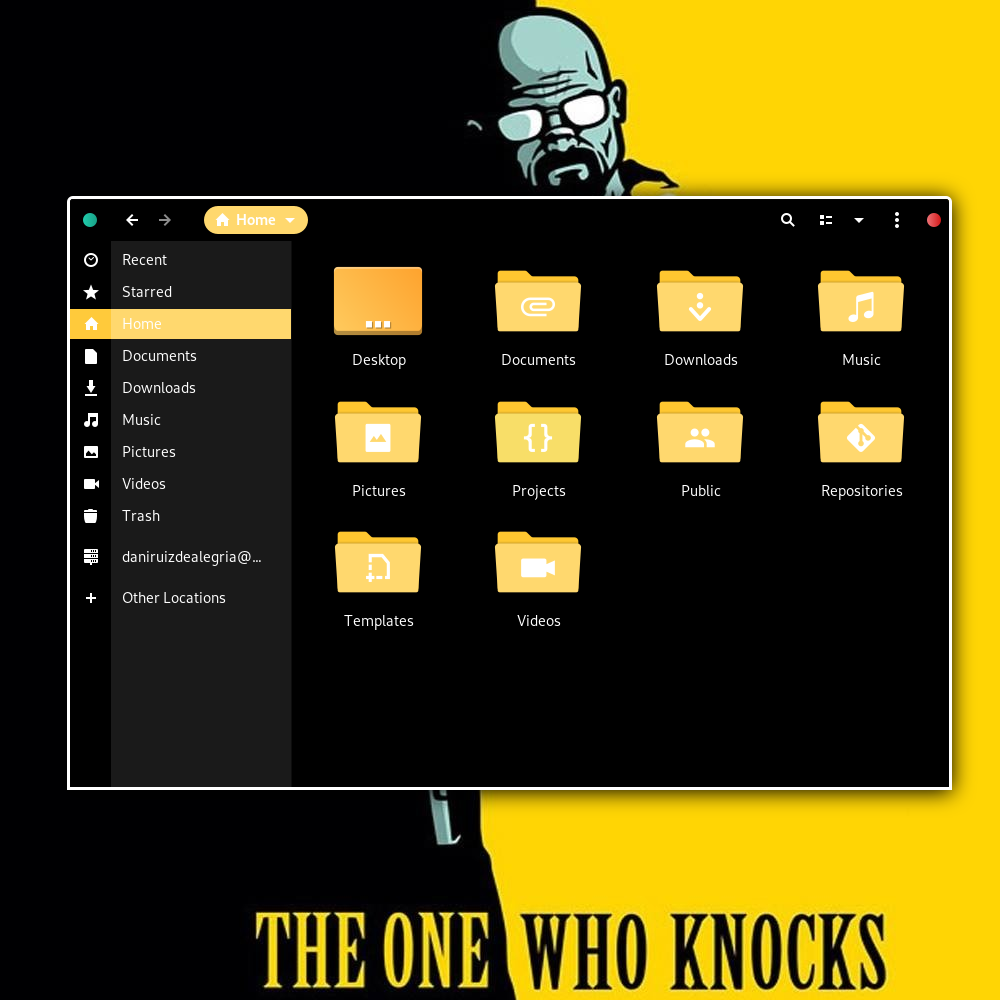 Home
Recent
Starred
Home
Documents
Downloads
Music
Pictures
Videos
Trash
daniruizdealegria@...
Other Locations
Desktop
Documents
Downloads
Music
Pictures
Projects
Public
Repositories
Templates
Videos
THE ONE WHO KNOCKS